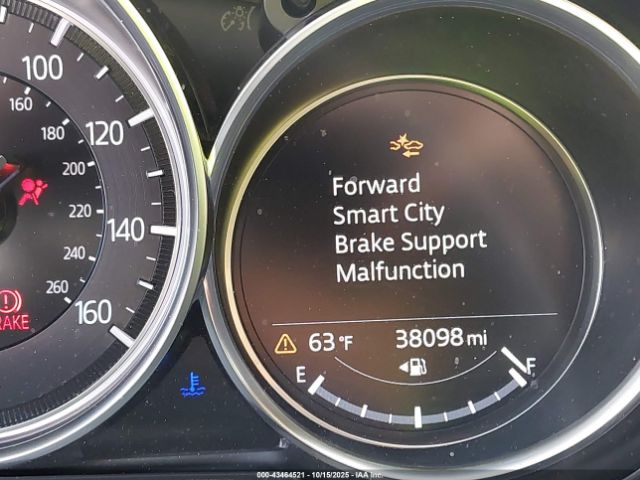 100
120
140
160
160
180
200
220
240
260
BRAKE
Forward
Smart City
Brake Support
Malfunction
63°F
38098 mi
E
F
000-43464521 - 10/15/2025 - IAA Inc.